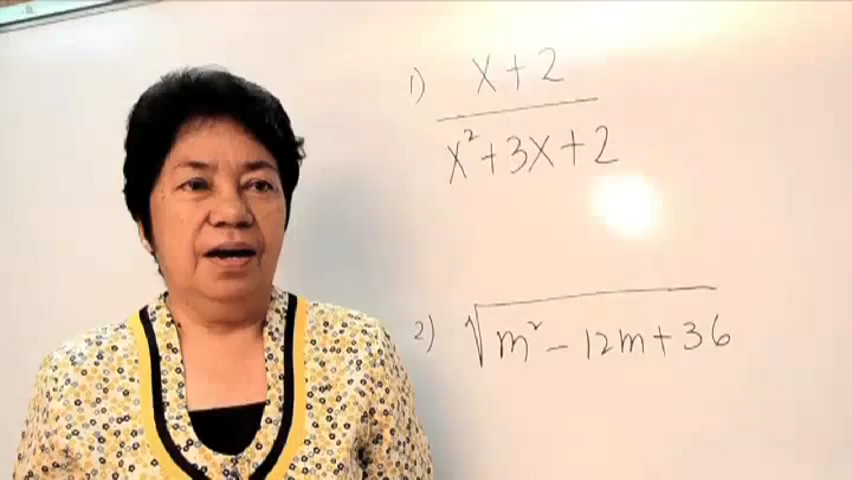 1) x + 2
x² + 3x + 2
2) √m² - 12m + 36